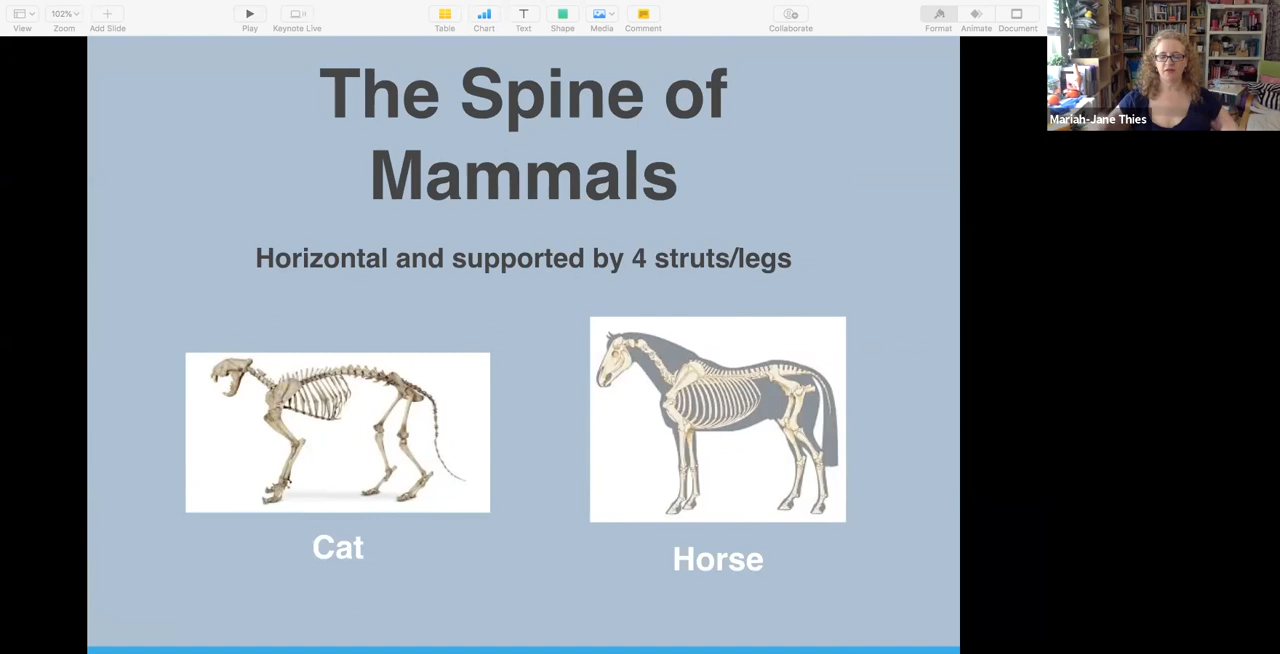 View
102%
Zoom
Add Slide
Play
Keynote Live
Table
Chart
Text
Shape
Media
Comment
Collaborate
Format
Animate
Document
Mariah-Jane Thies
The Spine of
Mammals
Horizontal and supported by 4 struts/legs
Cat
Horse